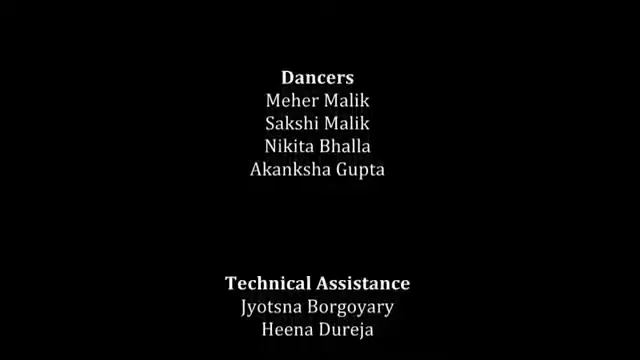 Dancers
Meher Malik
Sakshi Malik
Nikita Bhalla
Akanksha Gupta
Technical Assistance
Jyotsna Borgoyary
Heena Dureja